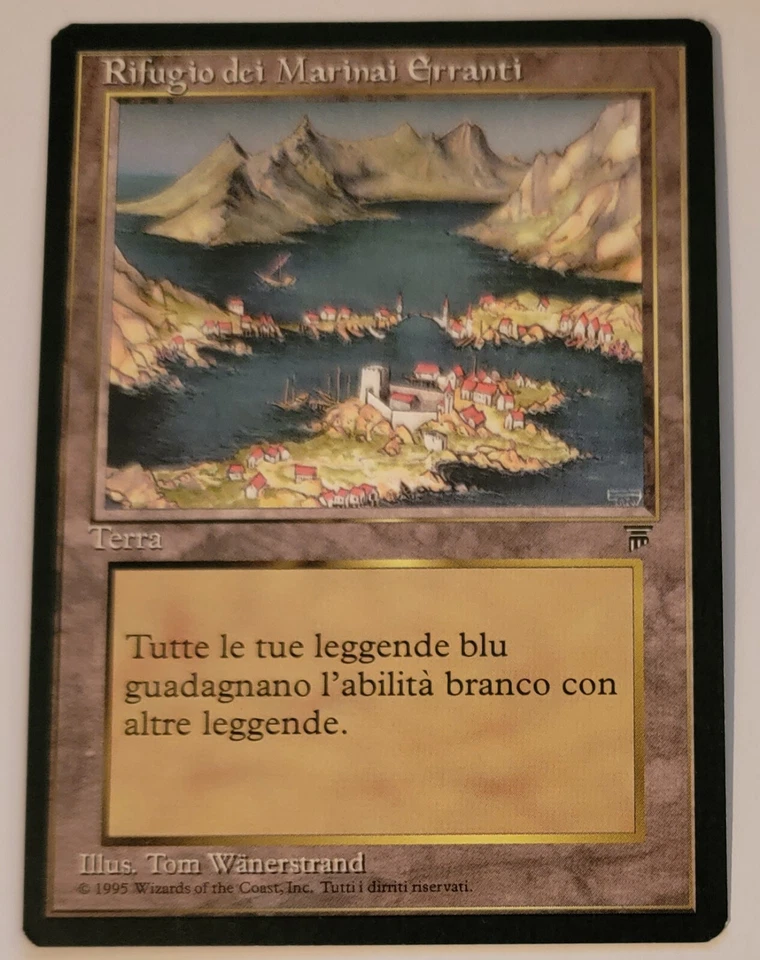 Rifugio dei Marinai Erranti
Terra
Tutte le tue leggende blu
guadagnano l'abilità branco con
altre leggende.
Illus. Tom Wänerstrand
© 1995 Wizards of the Coast, Inc. Tutti i dirriti riservati.